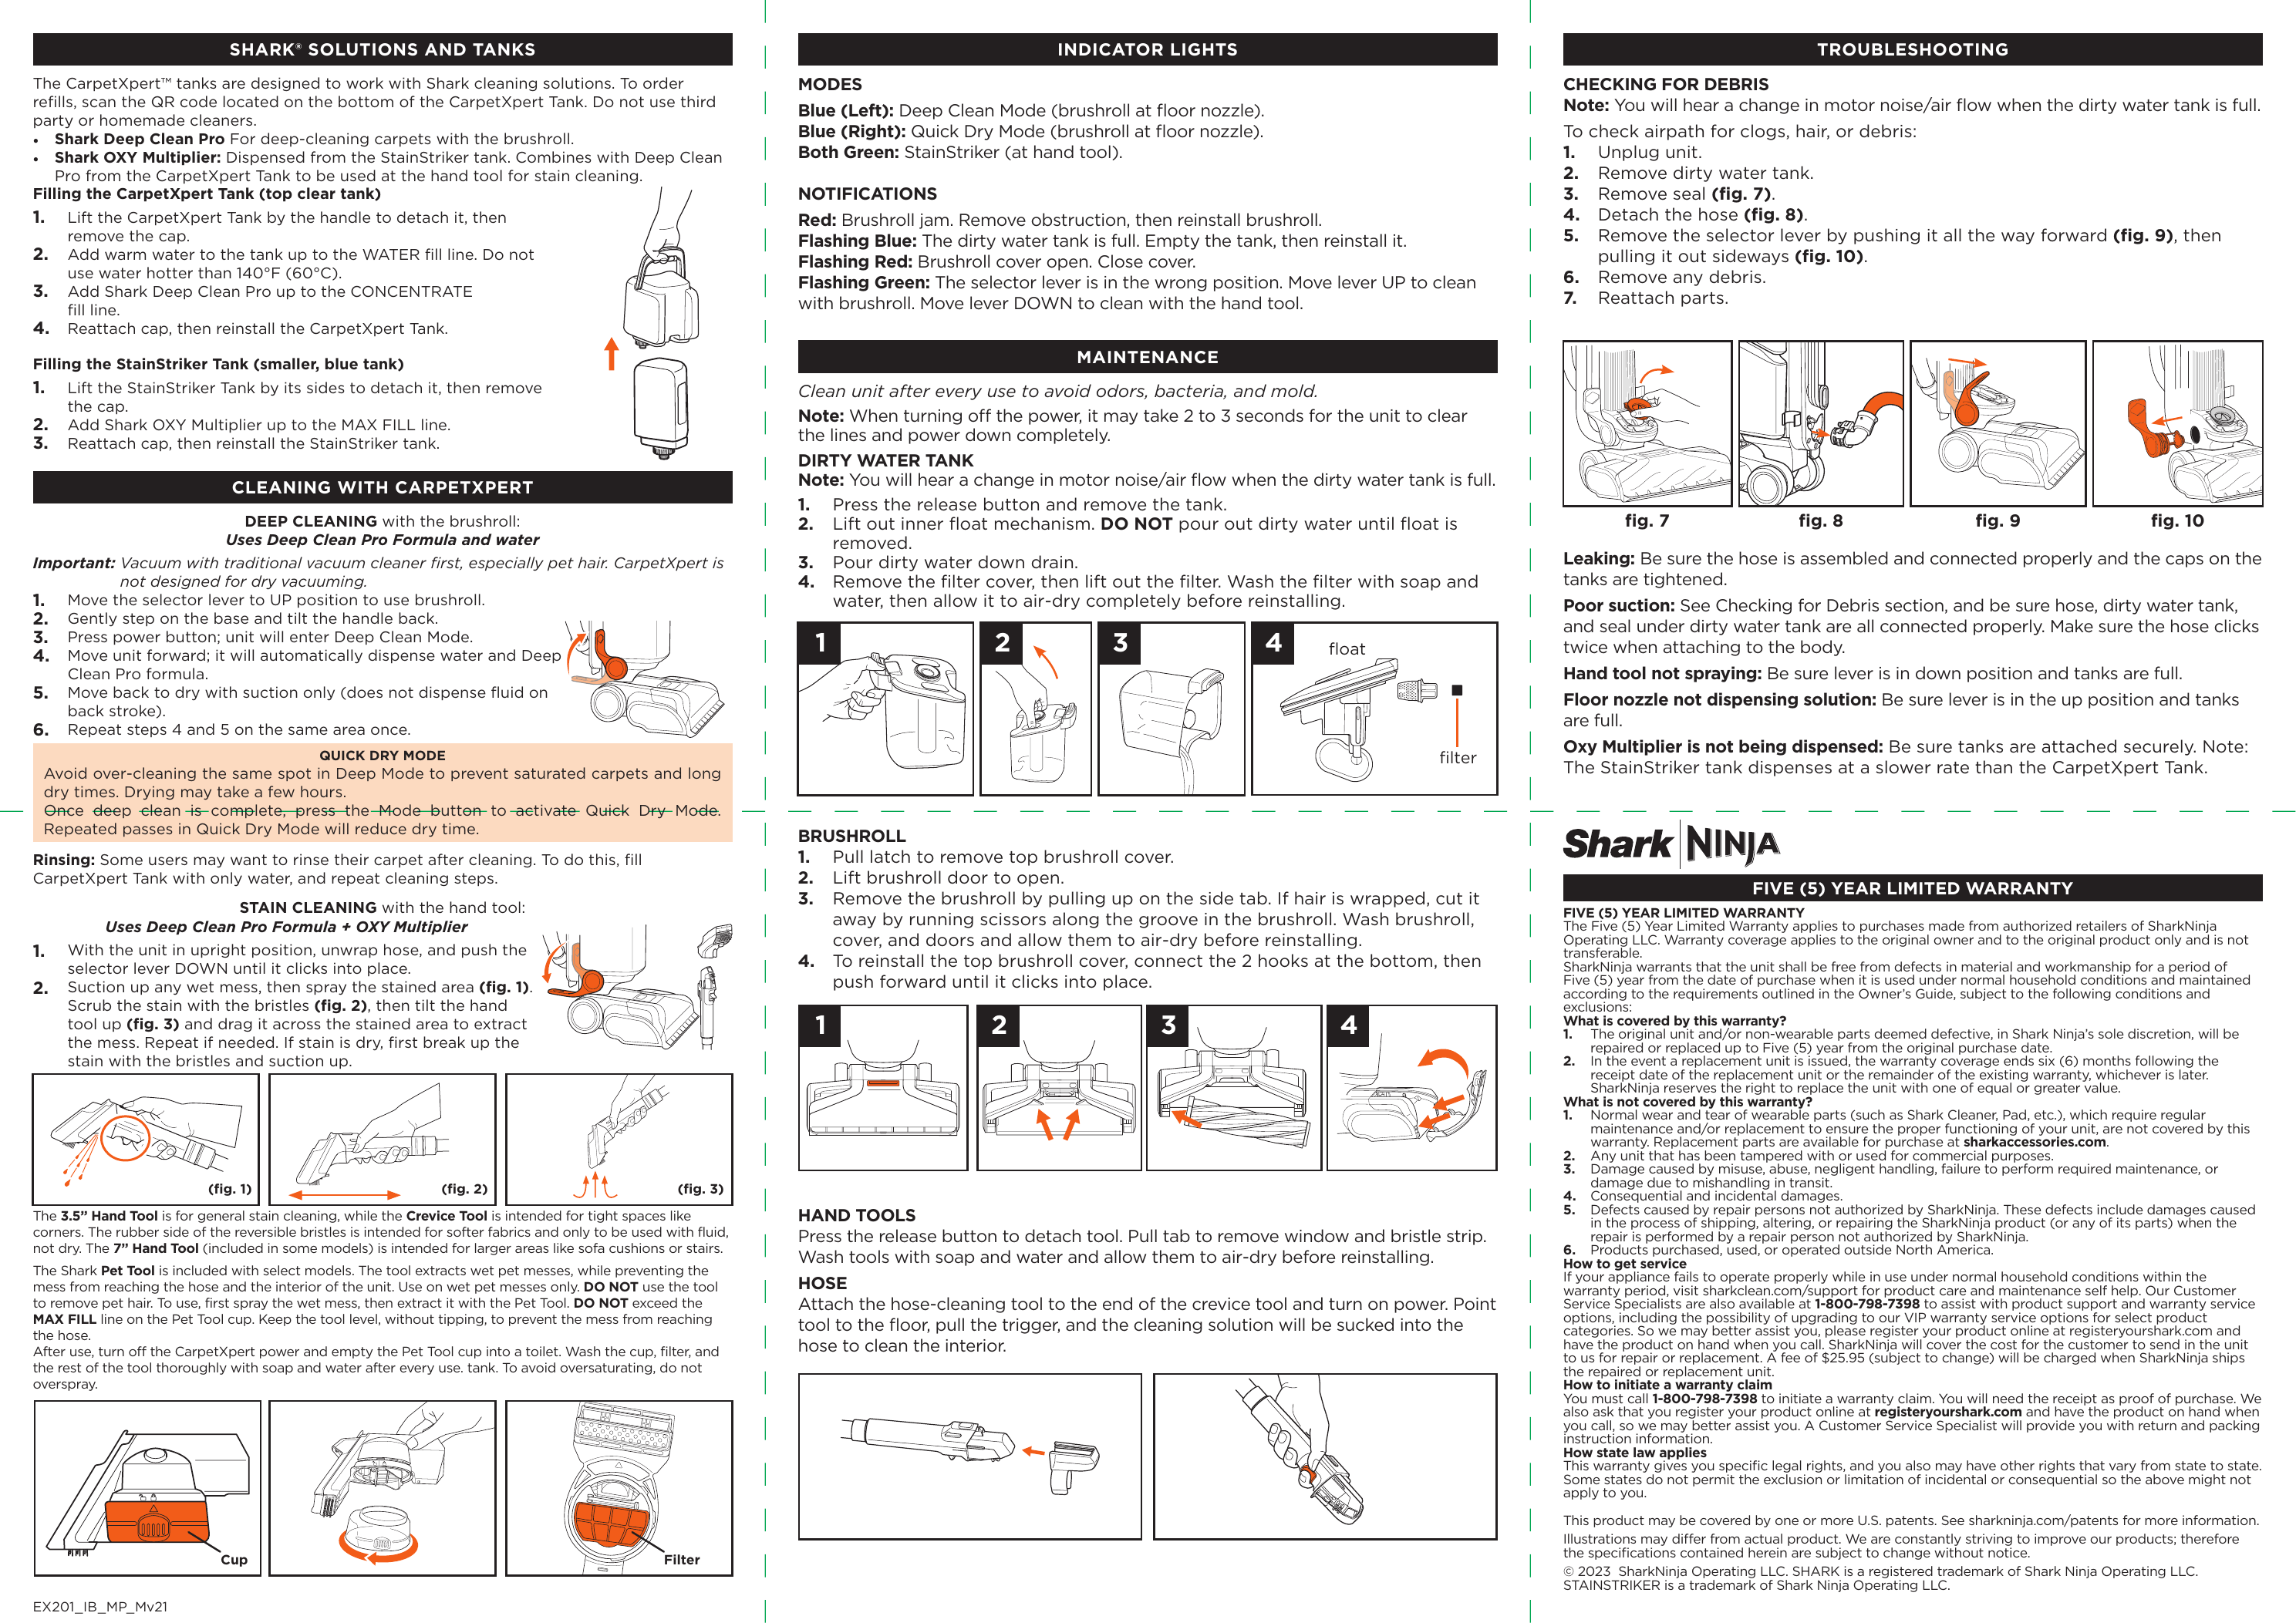 SHARK® SOLUTIONS AND TANKS
The CarpetXpert™ tanks are designed to work with Shark cleaning solutions. To order
refills, scan the QR code located on the bottom of the CarpetXpert Tank. Do not use third
party or homemade cleaners.
• Shark Deep Clean Pro For deep-cleaning carpets with the brushroll.
• Shark OXY Multiplier: Dispensed from the StainStriker tank. Combines with Deep Clean
Pro from the CarpetXpert Tank to be used at the hand tool for stain cleaning.
Filling the CarpetXpert Tank (top clear tank)
1. Lift the CarpetXpert Tank by the handle to detach it, then
remove the cap.
2. Add warm water to the tank up to the WATER fill line. Do not
use water hotter than 140°F (60°C).
3. Add Shark Deep Clean Pro up to the CONCENTRATE
fill line.
4. Reattach cap, then reinstall the CarpetXpert Tank.
Filling the StainStriker Tank (smaller, blue tank)
1. Lift the StainStriker Tank by its sides to detach it, then remove
the cap.
2. Add Shark OXY Multiplier up to the MAX FILL line.
3. Reattach cap, then reinstall the StainStriker tank.
CLEANING WITH CARPETXPERT
DEEP CLEANING with the brushroll:
Uses Deep Clean Pro Formula and water
Important: Vacuum with traditional vacuum cleaner first, especially pet hair. CarpetXpert is
not designed for dry vacuuming.
1. Move the selector lever to UP position to use brushroll.
2. Gently step on the base and tilt the handle back.
3. Press power button; unit will enter Deep Clean Mode.
4. Move unit forward; it will automatically dispense water and Deep
Clean Pro formula.
5. Move back to dry with suction only (does not dispense fluid on
back stroke).
6. Repeat steps 4 and 5 on the same area once.
QUICK DRY MODE
Avoid over-cleaning the same spot in Deep Mode to prevent saturated carpets and long
dry times. Drying may take a few hours.
Once deep clean is complete, press the Mode button to activate Quick Dry Mode.
Repeated passes in Quick Dry Mode will reduce dry time.
Rinsing: Some users may want to rinse their carpet after cleaning. To do this, fill
CarpetXpert Tank with only water, and repeat cleaning steps.
STAIN CLEANING with the hand tool:
Uses Deep Clean Pro Formula + OXY Multiplier
1. With the unit in upright position, unwrap hose, and push the
selector lever DOWN until it clicks into place.
2. Suction up any wet mess, then spray the stained area (fig. 1).
Scrub the stain with the bristles (fig. 2), then tilt the hand
tool up (fig. 3) and drag it across the stained area to extract
the mess. Repeat if needed. If stain is dry, first break up the
stain with the bristles and suction up.
(fig. 1)
(fig. 2)
(fig. 3)
The 3.5” Hand Tool is for general stain cleaning, while the Crevice Tool is intended for tight spaces like
corners. The rubber side of the reversible bristles is intended for softer fabrics and only to be used with fluid,
not dry. The 7” Hand Tool (included in some models) is intended for larger areas like sofa cushions or stairs.
The Shark Pet Tool is included with select models. The tool extracts wet pet messes, while preventing the
mess from reaching the hose and the interior of the unit. Use on wet pet messes only. DO NOT use the tool
to remove pet hair. To use, first spray the wet mess, then extract it with the Pet Tool. DO NOT exceed the
MAX FILL line on the Pet Tool cup. Keep the tool level, without tipping, to prevent the mess from reaching
the hose.
After use, turn off the CarpetXpert power and empty the Pet Tool cup into a toilet. Wash the cup, filter, and
the rest of the tool thoroughly with soap and water after every use. tank. To avoid oversaturating, do not
overspray.
Cup
Filter
EX201_IB_MP_Mv21
INDICATOR LIGHTS
MODES
Blue (Left): Deep Clean Mode (brushroll at floor nozzle).
Blue (Right): Quick Dry Mode (brushroll at floor nozzle).
Both Green: StainStriker (at hand tool).
NOTIFICATIONS
Red: Brushroll jam. Remove obstruction, then reinstall brushroll.
Flashing Blue: The dirty water tank is full. Empty the tank, then reinstall it.
Flashing Red: Brushroll cover open. Close cover.
Flashing Green: The selector lever is in the wrong position. Move lever UP to clean
with brushroll. Move lever DOWN to clean with the hand tool.
MAINTENANCE
Clean unit after every use to avoid odors, bacteria, and mold.
Note: When turning off the power, it may take 2 to 3 seconds for the unit to clear
the lines and power down completely.
DIRTY WATER TANK
Note: You will hear a change in motor noise/air flow when the dirty water tank is full.
1. Press the release button and remove the tank.
2. Lift out inner float mechanism. DO NOT pour out dirty water until float is
removed.
3. Pour dirty water down drain.
4. Remove the filter cover, then lift out the filter. Wash the filter with soap and
water, then allow it to air-dry completely before reinstalling.
1
2
3
4
float
filter
BRUSHROLL
1. Pull latch to remove top brushroll cover.
2. Lift brushroll door to open.
3. Remove the brushroll by pulling up on the side tab. If hair is wrapped, cut it
away by running scissors along the groove in the brushroll. Wash brushroll,
cover, and doors and allow them to air-dry before reinstalling.
4. To reinstall the top brushroll cover, connect the 2 hooks at the bottom, then
push forward until it clicks into place.
1
2
3
4
HAND TOOLS
Press the release button to detach tool. Pull tab to remove window and bristle strip.
Wash tools with soap and water and allow them to air-dry before reinstalling.
HOSE
Attach the hose-cleaning tool to the end of the crevice tool and turn on power. Point
tool to the floor, pull the trigger, and the cleaning solution will be sucked into the
hose to clean the interior.
TROUBLESHOOTING
CHECKING FOR DEBRIS
Note: You will hear a change in motor noise/air flow when the dirty water tank is full.
To check airpath for clogs, hair, or debris:
1. Unplug unit.
2. Remove dirty water tank.
3. Remove seal (fig. 7).
4. Detach the hose (fig. 8).
5. Remove the selector lever by pushing it all the way forward (fig. 9), then
pulling it out sideways (fig. 10).
6. Remove any debris.
7. Reattach parts.
fig. 7
fig. 8
fig. 9
fig. 10
Leaking: Be sure the hose is assembled and connected properly and the caps on the
tanks are tightened.
Poor suction: See Checking for Debris section, and be sure hose, dirty water tank,
and seal under dirty water tank are all connected properly. Make sure the hose clicks
twice when attaching to the body.
Hand tool not spraying: Be sure lever is in down position and tanks are full.
Floor nozzle not dispensing solution: Be sure lever is in the up position and tanks
are full.
Oxy Multiplier is not being dispensed: Be sure tanks are attached securely. Note:
The StainStriker tank dispenses at a slower rate than the CarpetXpert Tank.
Shark NINJA
FIVE (5) YEAR LIMITED WARRANTY
FIVE (5) YEAR LIMITED WARRANTY
The Five (5) Year Limited Warranty applies to purchases made from authorized retailers of SharkNinja
Operating LLC. Warranty coverage applies to the original owner and to the original product only and is not
transferable.
SharkNinja warrants that the unit shall be free from defects in material and workmanship for a period of
Five (5) year from the date of purchase when it is used under normal household conditions and maintained
according to the requirements outlined in the Owner’s Guide, subject to the following conditions and
exclusions:
What is covered by this warranty?
1. The original unit and/or non-wearable parts deemed defective, in Shark Ninja’s sole discretion, will be
repaired or replaced up to Five (5) year from the original purchase date.
2. In the event a replacement unit is issued, the warranty coverage ends six (6) months following the
receipt date of the replacement unit or the remainder of the existing warranty, whichever is later.
SharkNinja reserves the right to replace the unit with one of equal or greater value.
What is not covered by this warranty?
1. Normal wear and tear of wearable parts (such as Shark Cleaner, Pad, etc.), which require regular
maintenance and/or replacement to ensure the proper functioning of your unit, are not covered by this
warranty. Replacement parts are available for purchase at sharkaccessories.com.
2. Any unit that has been tampered with or used for commercial purposes.
3. Damage caused by misuse, abuse, negligent handling, failure to perform required maintenance, or
damage due to mishandling in transit.
4. Consequential and incidental damages.
5. Defects caused by repair persons not authorized by SharkNinja. These defects include damages caused
in the process of shipping, altering, or repairing the SharkNinja product (or any of its parts) when the
repair is performed by a repair person not authorized by SharkNinja.
6. Products purchased, used, or operated outside North America.
How to get service
If your appliance fails to operate properly while in use under normal household conditions within the
warranty period, visit sharkclean.com/support for product care and maintenance self help. Our Customer
Service Specialists are also available at 1-800-798-7398 to assist with product support and warranty service
options, including the possibility of upgrading to our VIP warranty service options for select product
categories. So we may better assist you, please register your product online at registeryourshark.com and
have the product on hand when you call. SharkNinja will cover the cost for the customer to send in the unit
to us for repair or replacement. A fee of $25.95 (subject to change) will be charged when SharkNinja ships
the repaired or replacement unit.
How to initiate a warranty claim
You must call 1-800-798-7398 to initiate a warranty claim. You will need the receipt as proof of purchase. We
also ask that you register your product online at registeryourshark.com and have the product on hand when
you call, so we may better assist you. A Customer Service Specialist will provide you with return and packing
instruction information.
How state law applies
This warranty gives you specific legal rights, and you also may have other rights that vary from state to state.
Some states do not permit the exclusion or limitation of incidental or consequential so the above might not
apply to you.
This product may be covered by one or more U.S. patents. See sharkninja.com/patents for more information.
Illustrations may differ from actual product. We are constantly striving to improve our products; therefore
the specifications contained herein are subject to change without notice.
© 2023 SharkNinja Operating LLC. SHARK is a registered trademark of Shark Ninja Operating LLC.
STAINSTRIKER is a trademark of Shark Ninja Operating LLC.